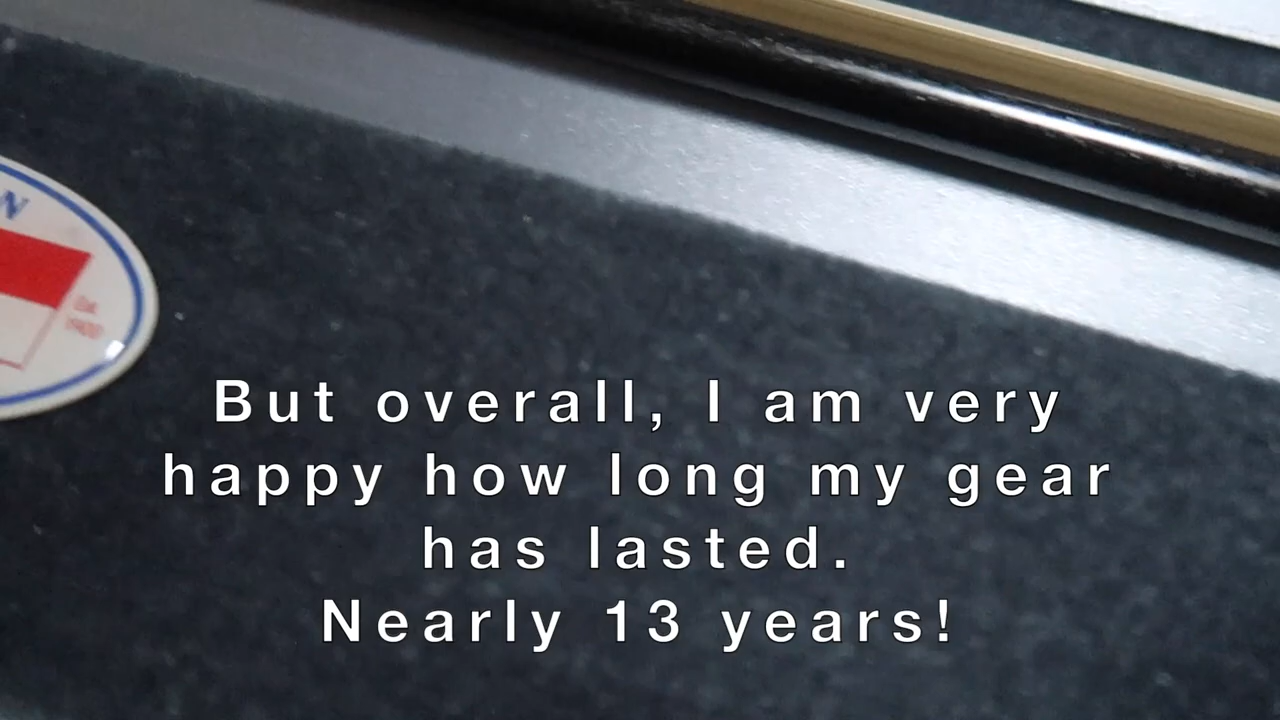 N
But overall, I am very
happy how long my gear
has lasted.
Nearly 13 years!